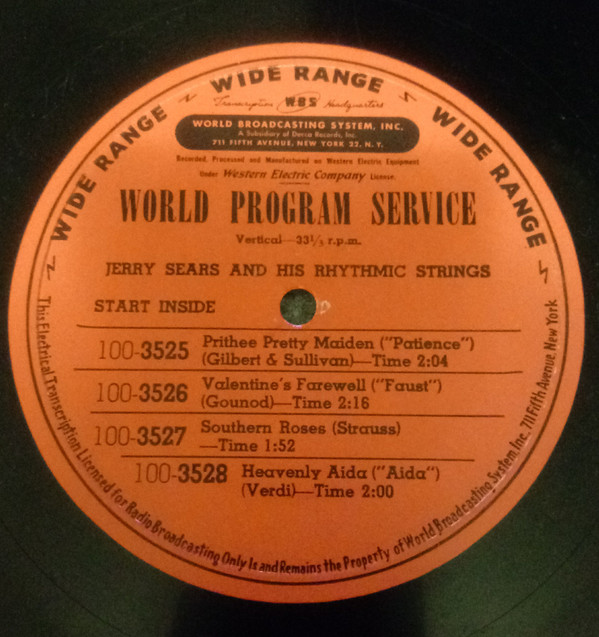 WIDE RANGE WIDE RANGE WIDE RANGE
Transcription WBS Headquarters
WORLD BROADCASTING SYSTEM, INC.
A Subsidiary of Decca Records, Inc.
711 FIFTH AVENUE, NEW YORK 22, N.Y.
Recorded, Processed and Manufactured on Western Electric Equipment
Under Western Electric Company License.
WORLD PROGRAM SERVICE
Vertical—33⅓ r.p.m.
JERRY SEARS AND HIS RHYTHMIC STRINGS
START INSIDE
100-3525 Prithee Pretty Maiden ("Patience")
(Gilbert & Sullivan)—Time 2:04
100-3526 Valentine's Farewell ("Faust")
(Gounod)—Time 2:16
100-3527 Southern Roses (Strauss)
—Time 1:52
100-3528 Heavenly Aida ("Aida")
(Verdi)—Time 2:00
This Electrical Transcription Licensed for Radio Broadcasting Only Is and Remains the Property of World Broadcasting System, Inc. 711 Fifth Avenue, New York